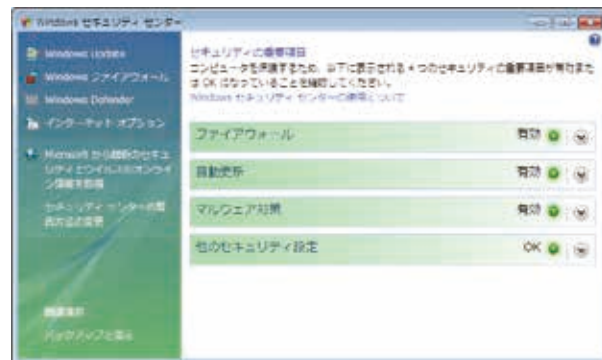 Windows セキュリティ センター
Windows Update
Windows ファイアウォール
Windows Defender
インターネット オプション
Microsoft から最新のセキュ
リティとウイルスのオンライ
ン情報を取得
セキュリティ センターの警
告方法の変更
関連項目
バックアップと復元
セキュリティの重要項目
コンピュータを保護するため、以下に表示される 4 つのセキュリティの重要項目が有効また
は OK になっていることを確認してください。
Windows セキュリティ センターの使用について
ファイアウォール 有効
自動更新 有効
マルウェア対策 有効
他のセキュリティ設定 OK